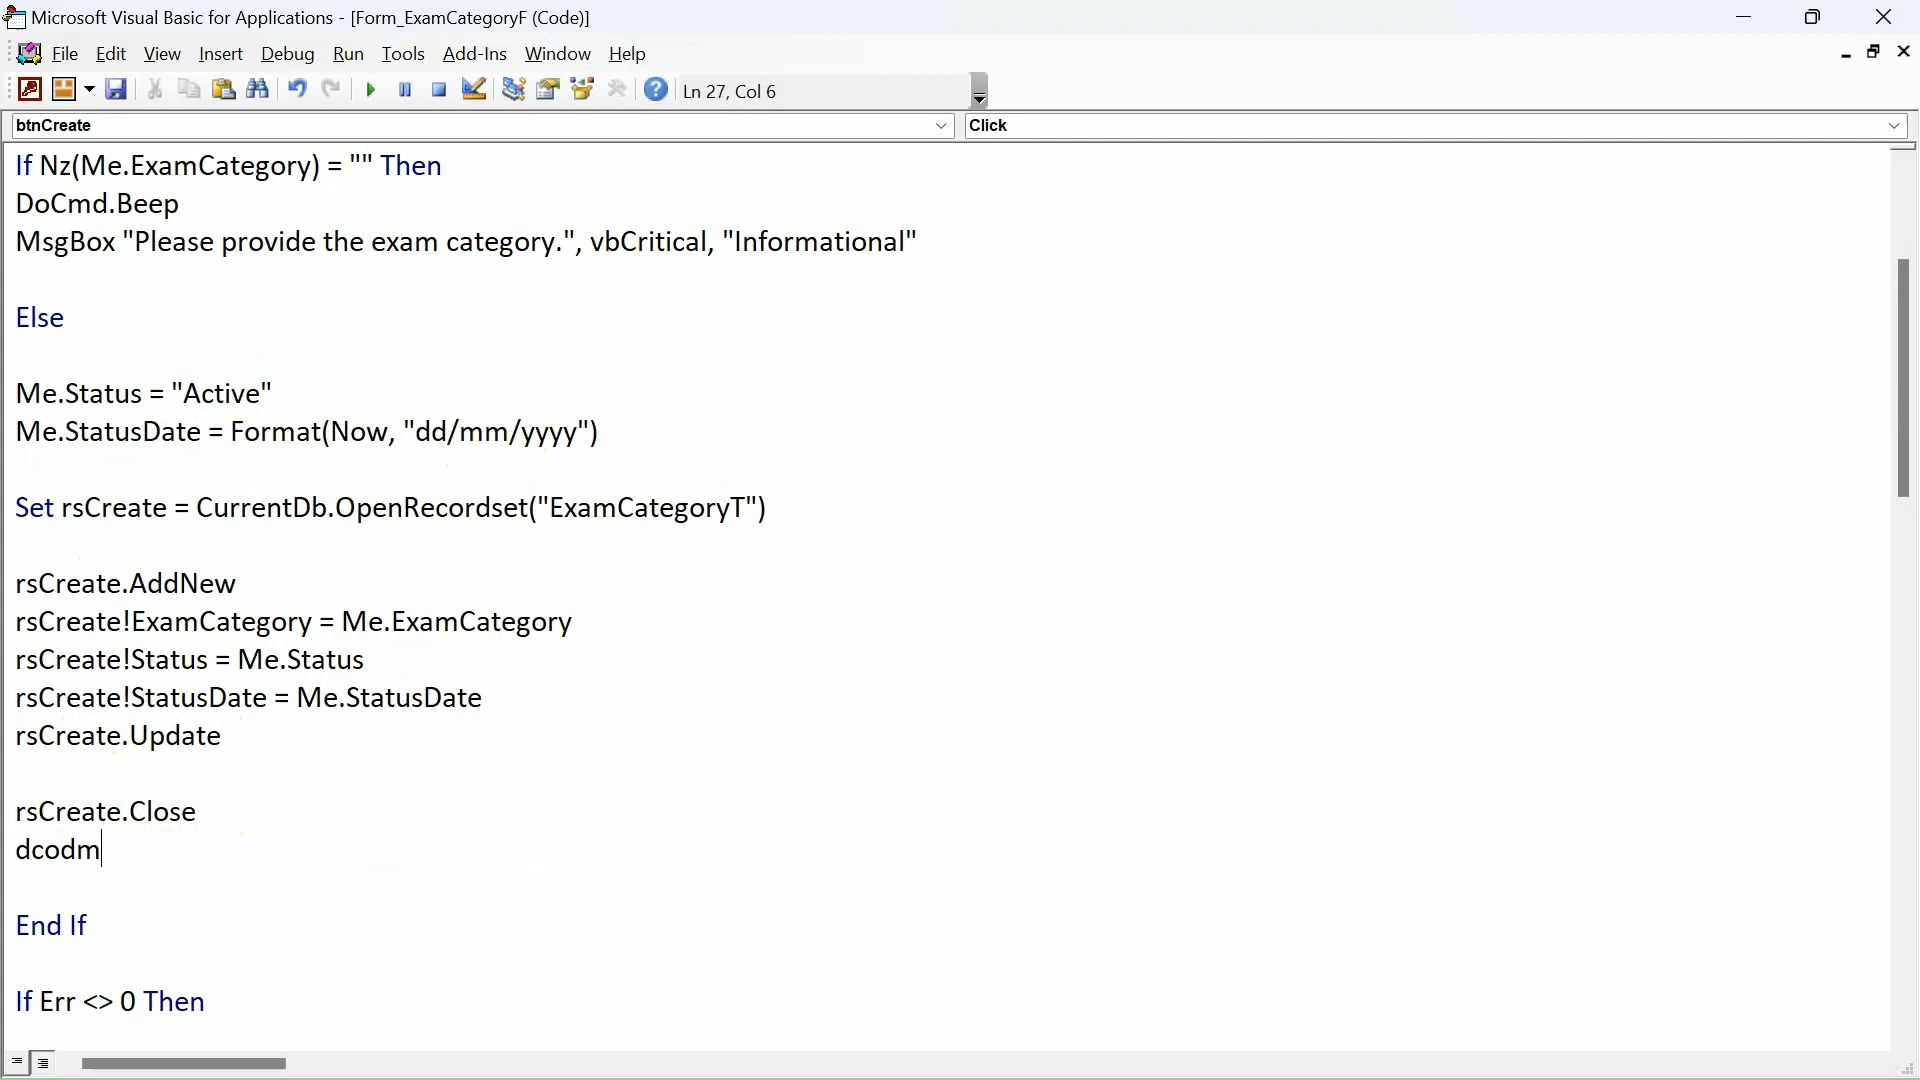 Microsoft Visual Basic for Applications - [Form_ExamCategoryF (Code)]
File Edit View Insert Debug Run Tools Add-Ins Window Help
Ln 27, Col 6
btnCreate
Click
If Nz(Me.ExamCategory) = "" Then
DoCmd.Beep
MsgBox "Please provide the exam category.", vbCritical, "Informational"
Else
Me.Status = "Active"
Me.StatusDate = Format(Now, "dd/mm/yyyy")
Set rsCreate = CurrentDb.OpenRecordset("ExamCategoryT")
rsCreate.AddNew
rsCreate!ExamCategory = Me.ExamCategory
rsCreate!Status = Me.Status
rsCreate!StatusDate = Me.StatusDate
rsCreate.Update
rsCreate.Close
dcodm
End If
If Err <> 0 Then